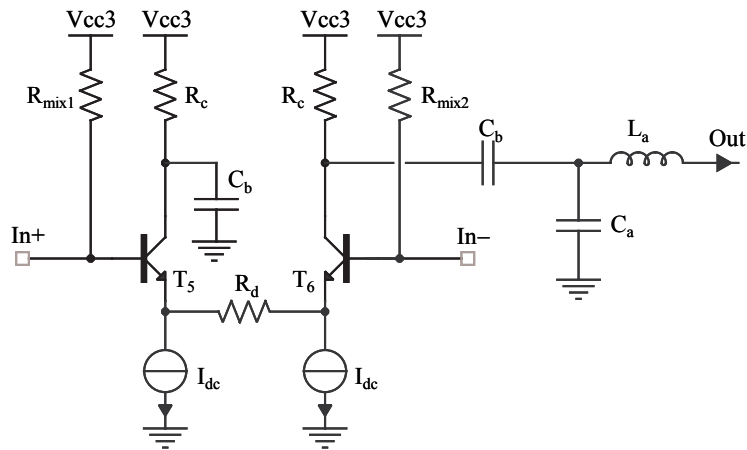 Vcc3 Vcc3 Vcc3 Vcc3
Rmix1 Rc Rc Rmix2
Cb La Out
Cb
In+ In− Ca
T5 Rd T6
Idc Idc